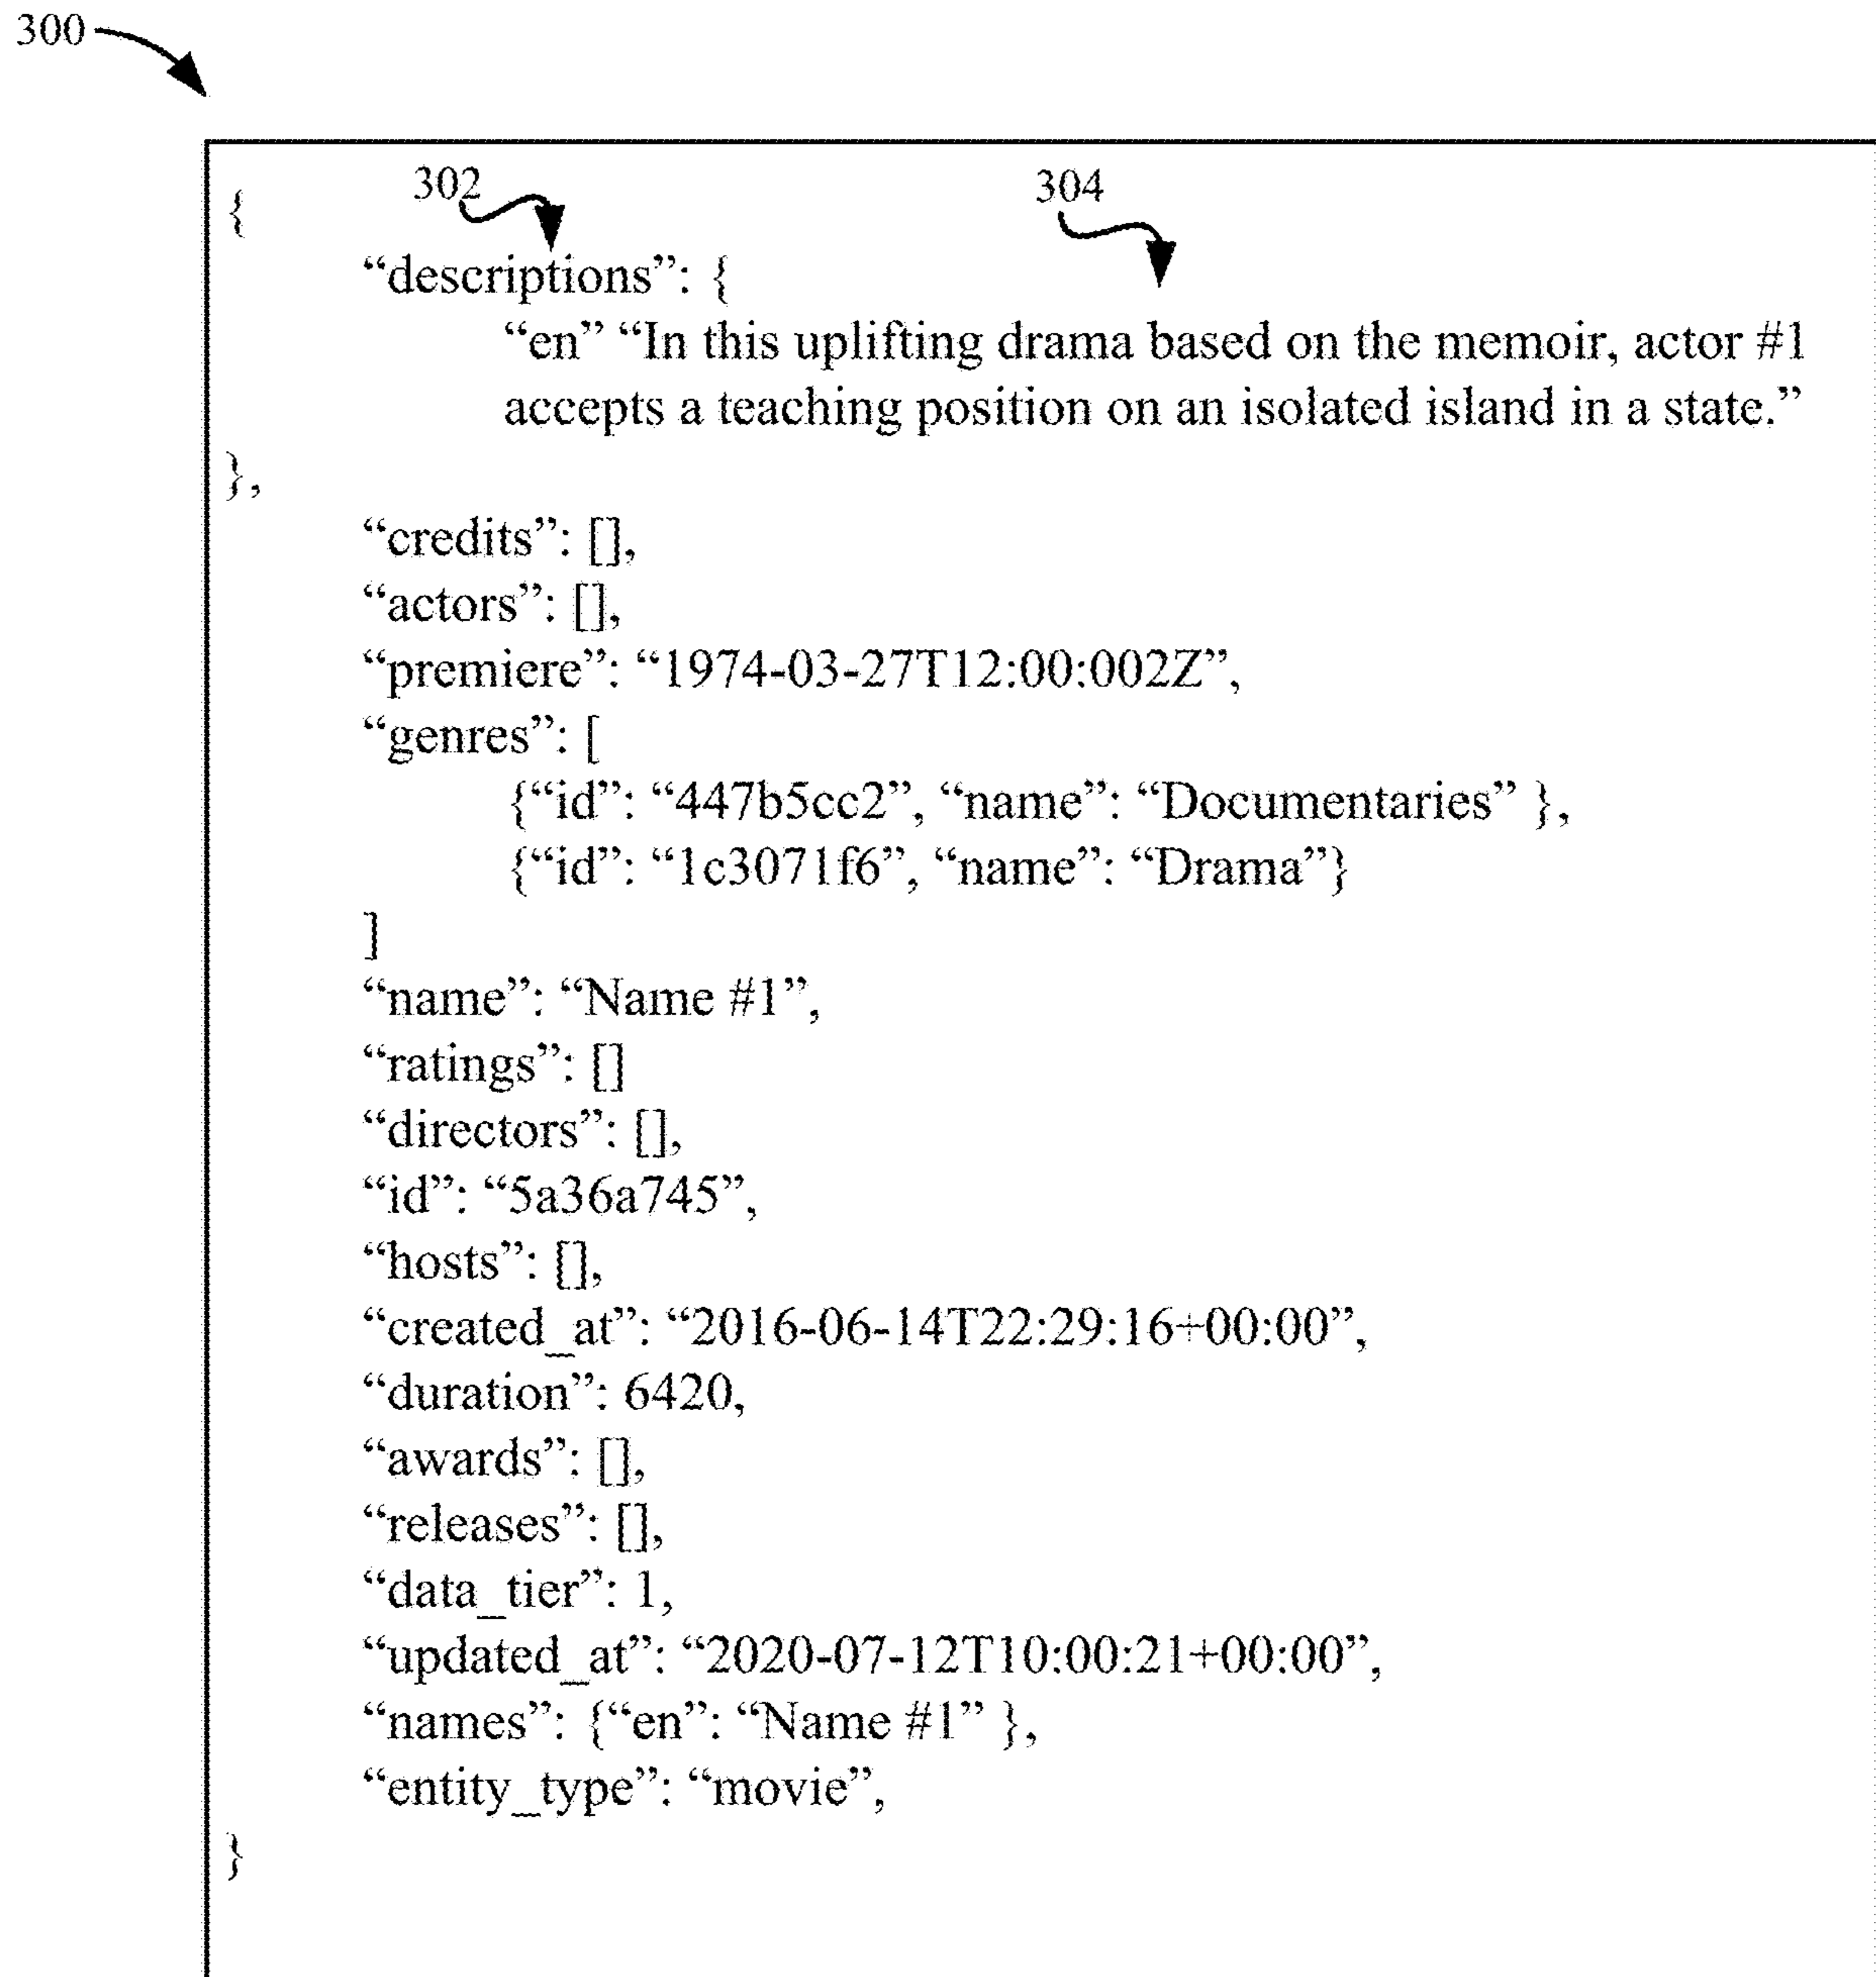 300
302
304
{
“descriptions”: {
“en” “In this uplifting drama based on the memoir, actor #1
accepts a teaching position on an isolated island in a state.”
},
“credits”: [],
“actors”: [],
“premiere”: “1974-03-27T12:00:002Z”,
“genres”: [
{“id”: “447b5cc2”, “name”: “Documentaries” },
{“id”: “1c3071f6”, “name”: “Drama”}
]
“name”: “Name #1”,
“ratings”: []
“directors”: [],
“id”: “5a36a745”,
“hosts”: [],
“created_at”: “2016-06-14T22:29:16+00:00”,
“duration”: 6420,
“awards”: [],
“releases”: [],
“data_tier”: 1,
“updated_at”: “2020-07-12T10:00:21+00:00”,
“names”: {“en”: “Name #1” },
“entity_type”: “movie”,
}